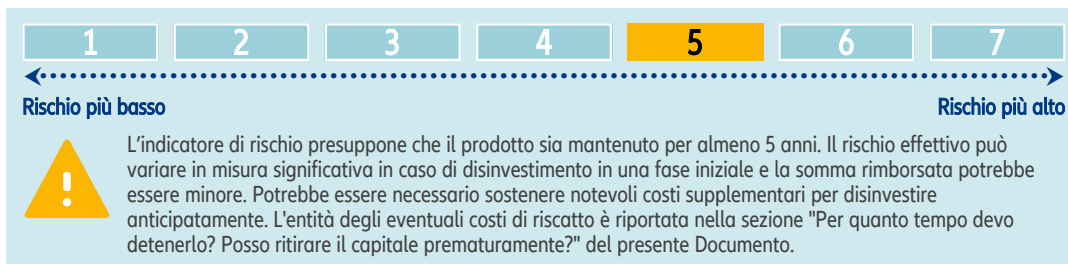 1 2 3 4 5 6 7
Rischio più basso Rischio più alto
L'indicatore di rischio presuppone che il prodotto sia mantenuto per almeno 5 anni. Il rischio effettivo può
variare in misura significativa in caso di disinvestimento in una fase iniziale e la somma rimborsata potrebbe
essere minore. Potrebbe essere necessario sostenere notevoli costi supplementari per disinvestire
anticipatamente. L'entità degli eventuali costi di riscatto è riportata nella sezione "Per quanto tempo devo
detenerlo? Posso ritirare il capitale prematuramente?" del presente Documento.